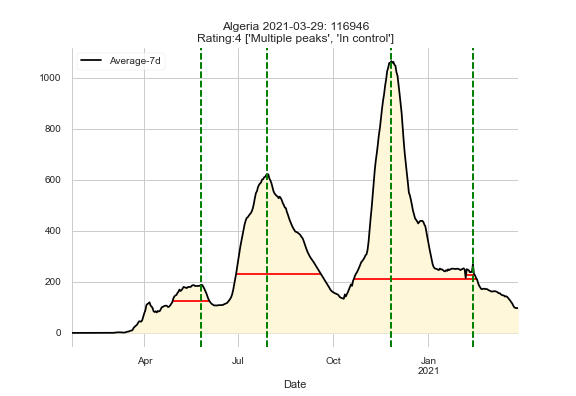 Algeria 2021-03-29: 116946
Rating:4 ['Multiple peaks', 'In control']
Average-7d
1000
800
600
400
200
0
Apr
Jul
Oct
Jan
2021
Date